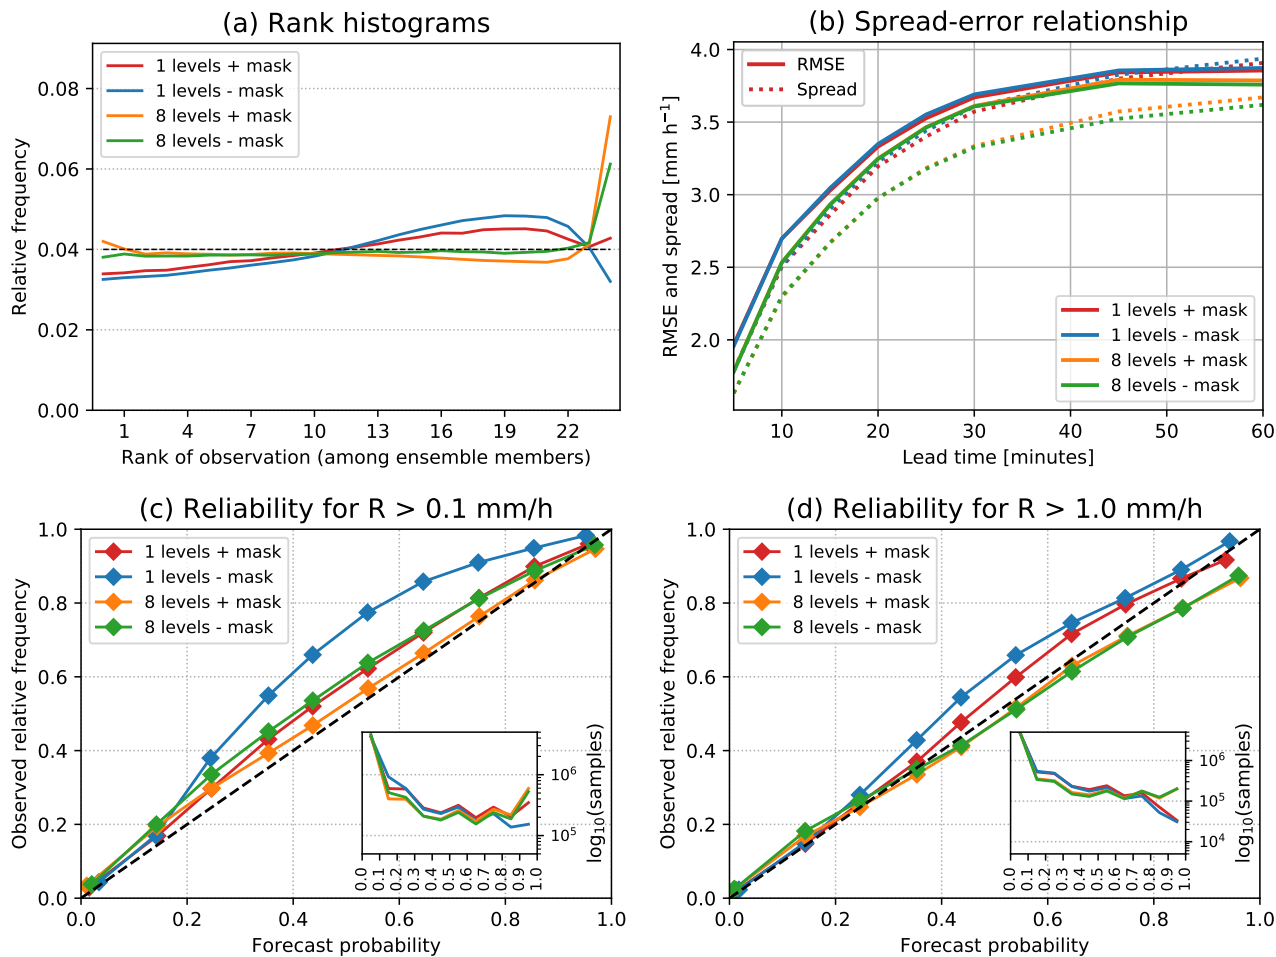 (a) Rank histograms
Relative frequency
0.08
0.06
0.04
0.02
0.00
1 levels + mask
1 levels - mask
8 levels + mask
8 levels - mask
1 4 7 10 13 16 19 22
Rank of observation (among ensemble members)
(b) Spread-error relationship
RMSE and spread [mm h⁻¹]
4.0
3.5
3.0
2.5
2.0
RMSE
Spread
1 levels + mask
1 levels - mask
8 levels + mask
8 levels - mask
10 20 30 40 50 60
Lead time [minutes]
(c) Reliability for R > 0.1 mm/h
Observed relative frequency
1.0
0.8
0.6
0.4
0.2
0.0
1 levels + mask
1 levels - mask
8 levels + mask
8 levels - mask
10⁶
10⁵
log₁₀(samples)
0.0 0.1 0.2 0.3 0.4 0.5 0.6 0.7 0.8 0.9 1.0
0.0 0.2 0.4 0.6 0.8 1.0
Forecast probability
(d) Reliability for R > 1.0 mm/h
Observed relative frequency
1.0
0.8
0.6
0.4
0.2
0.0
1 levels + mask
1 levels - mask
8 levels + mask
8 levels - mask
10⁶
10⁵
10⁴
log₁₀(samples)
0.0 0.1 0.2 0.3 0.4 0.5 0.6 0.7 0.8 0.9 1.0
0.0 0.2 0.4 0.6 0.8 1.0
Forecast probability